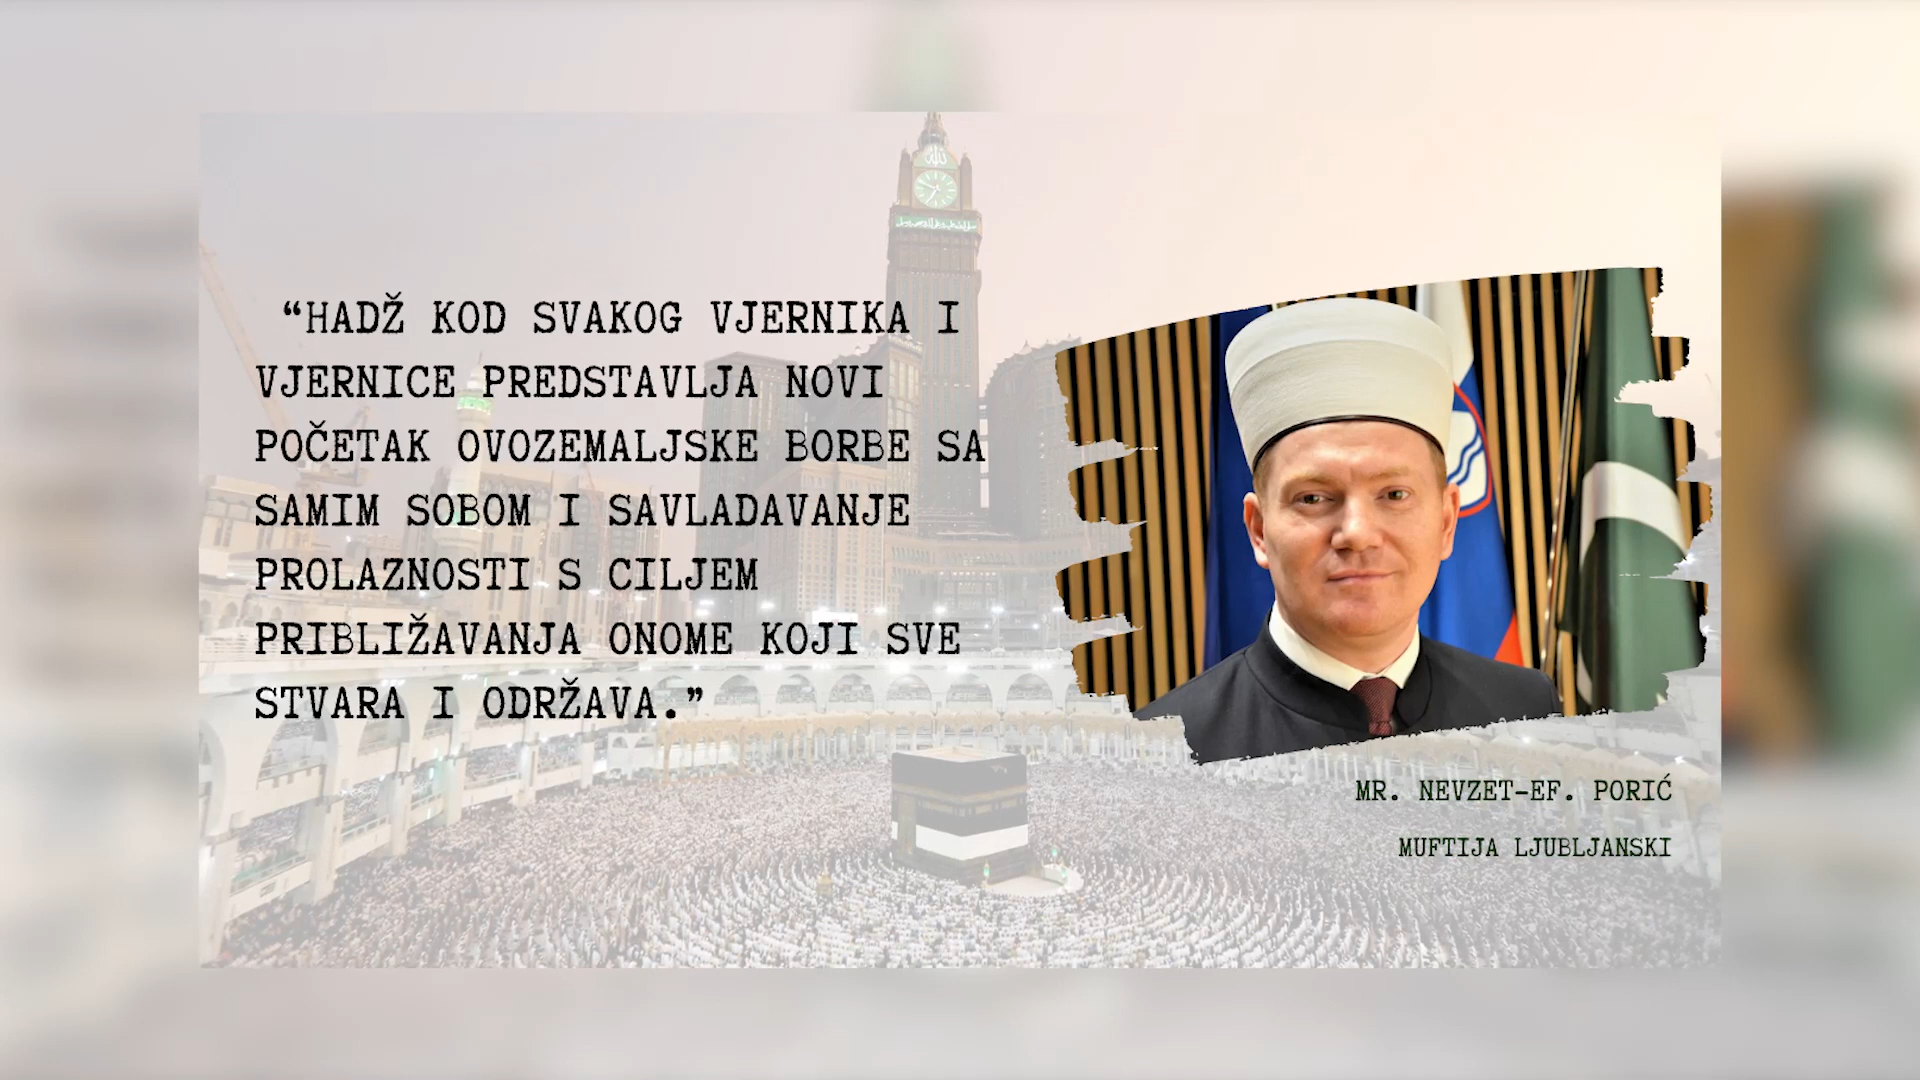 “HADŽ KOD SVAKOG VJERNIKA I
VJERNICE PREDSTAVLJA NOVI
POČETAK OVOZEMALJSKE BORBE SA
SAMIM SOBOM I SAVLADAVANJE
PROLAZNOSTI S CILJEM
PRIBLIŽAVANJA ONOME KOJI SVE
STVARA I ODRŽAVA.”
MR. NEVZET-EF. PORIĆ
MUFTIJA LJUBLJANSKI